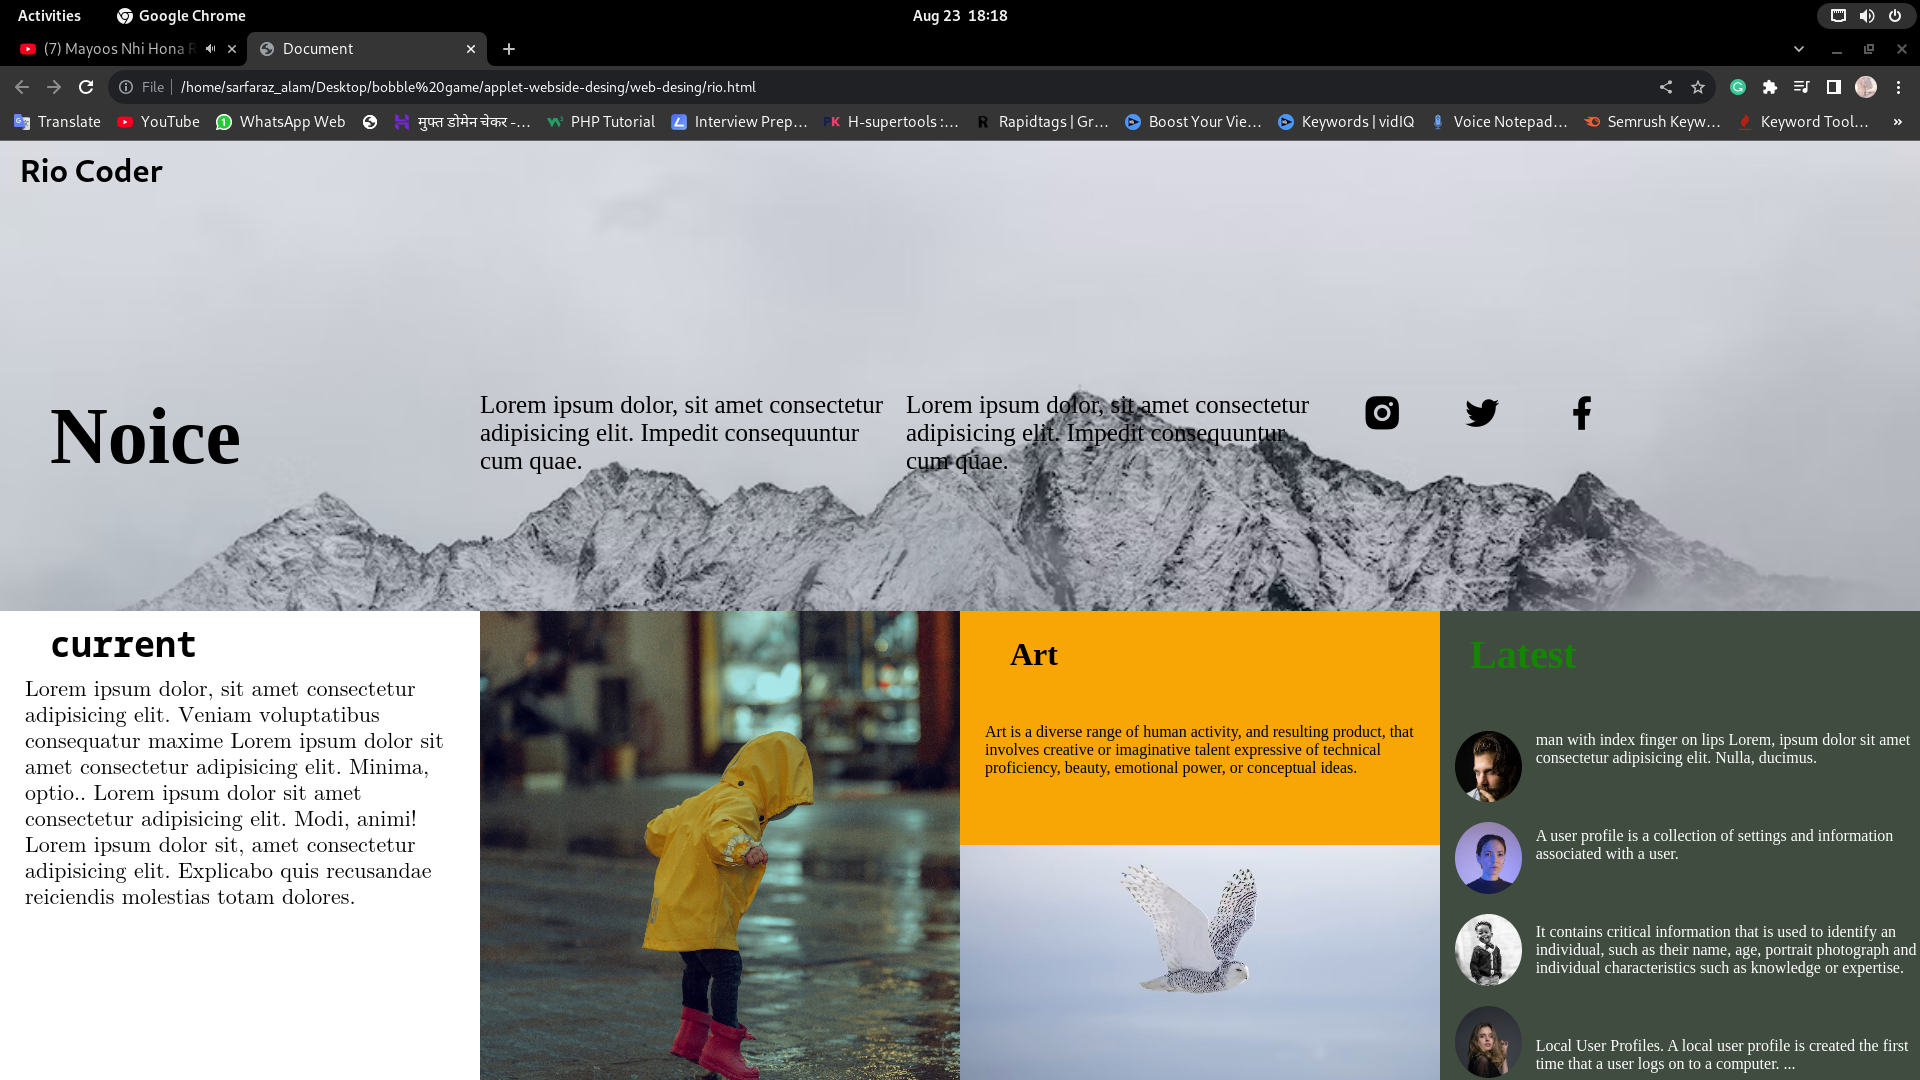 Activities
Google Chrome
Aug 23 18:18
(7) Mayoos Nhi Hona
Document
File
/home/sarfaraz_alam/Desktop/bobble%20game/applet-webside-desing/web-desing/rio.html
Translate
YouTube
WhatsApp Web
मुफ्त डोमेन चेकर -...
PHP Tutorial
Interview Prep...
H-supertools :...
Rapidtags | Gr...
Boost Your Vie...
Keywords | vidIQ
Voice Notepad...
Semrush Keyw...
Keyword Tool...
»
Rio Coder
Noice
Lorem ipsum dolor, sit amet consectetur
adipisicing elit. Impedit consequuntur
cum quae.
Lorem ipsum dolor, sit amet consectetur
adipisicing elit. Impedit consequuntur
cum quae.
current
Lorem ipsum dolor, sit amet consectetur
adipisicing elit. Veniam voluptatibus
consequatur maxime Lorem ipsum dolor sit
amet consectetur adipisicing elit. Minima,
optio.. Lorem ipsum dolor sit amet
consectetur adipisicing elit. Modi, animi!
Lorem ipsum dolor sit, amet consectetur
adipisicing elit. Explicabo quis recusandae
reiciendis molestias totam dolores.
Art
Art is a diverse range of human activity, and resulting product, that
involves creative or imaginative talent expressive of technical
proficiency, beauty, emotional power, or conceptual ideas.
Latest
man with index finger on lips Lorem, ipsum dolor sit amet
consectetur adipisicing elit. Nulla, ducimus.
A user profile is a collection of settings and information
associated with a user.
It contains critical information that is used to identify an
individual, such as their name, age, portrait photograph and
individual characteristics such as knowledge or expertise.
Local User Profiles. A local user profile is created the first
time that a user logs on to a computer. ...